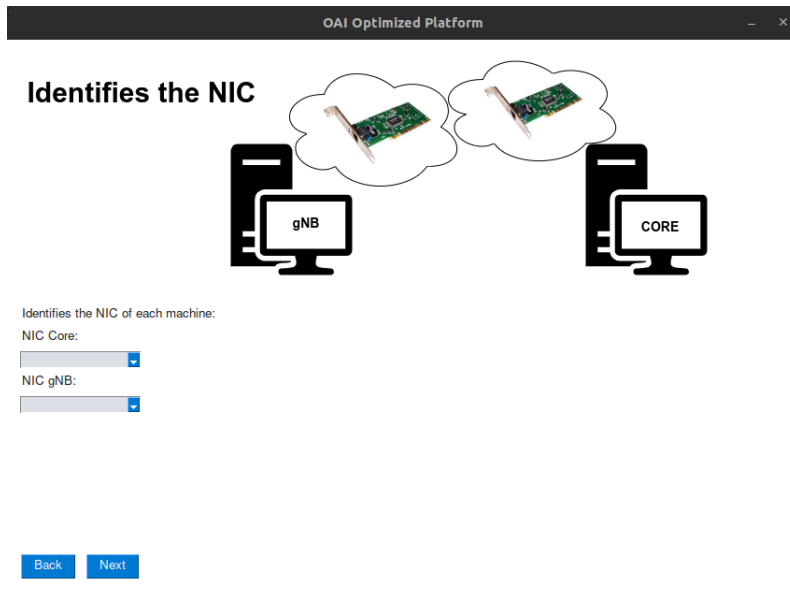 OAI Optimized Platform
Identifies the NIC
gNB
CORE
Identifies the NIC of each machine:
NIC Core:
NIC gNB:
Back
Next